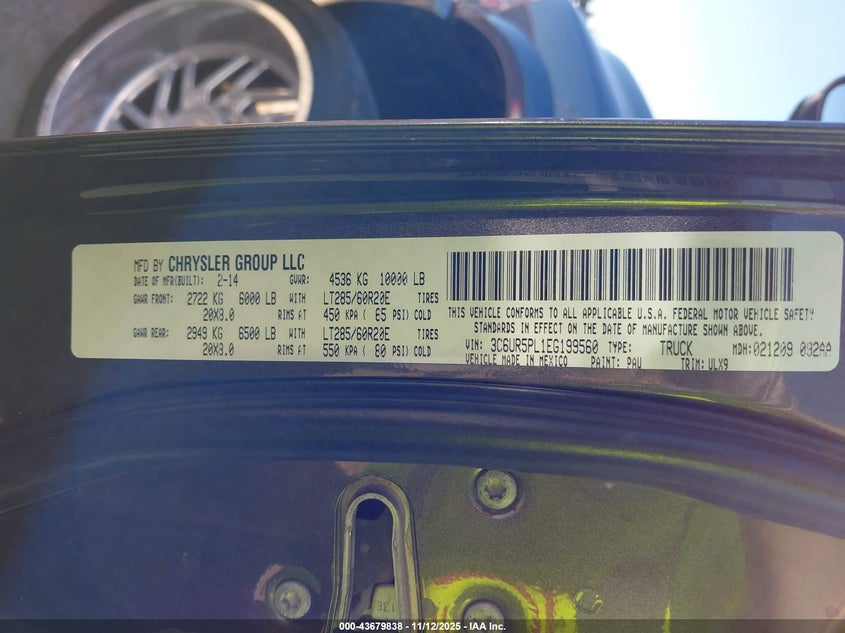 MFD BY CHRYSLER GROUP LLC
DATE OF MFR(BUILT): 2-14 GVWR: 4536 KG 10000 LB
GAWR FRONT: 2722 KG 6000 LB WITH LT285/60R20E TIRES
20X8.0 RIMS AT 450 KPA ( 65 PSI) COLD
GAWR REAR: 2949 KG 6500 LB WITH LT285/60R20E TIRES
20X8.0 RIMS AT 550 KPA ( 80 PSI) COLD
THIS VEHICLE CONFORMS TO ALL APPLICABLE U.S.A. FEDERAL MOTOR VEHICLE SAFETY
STANDARDS IN EFFECT ON THE DATE OF MANUFACTURE SHOWN ABOVE.
VIN: 3C6UR5PL1EG199560 TYPE: TRUCK MDH: 021209 092AA
VEHICLE MADE IN MEXICO PAINT: PAU TRIM: VLX9
000-43679838 - 11/12/2025 - IAA Inc.